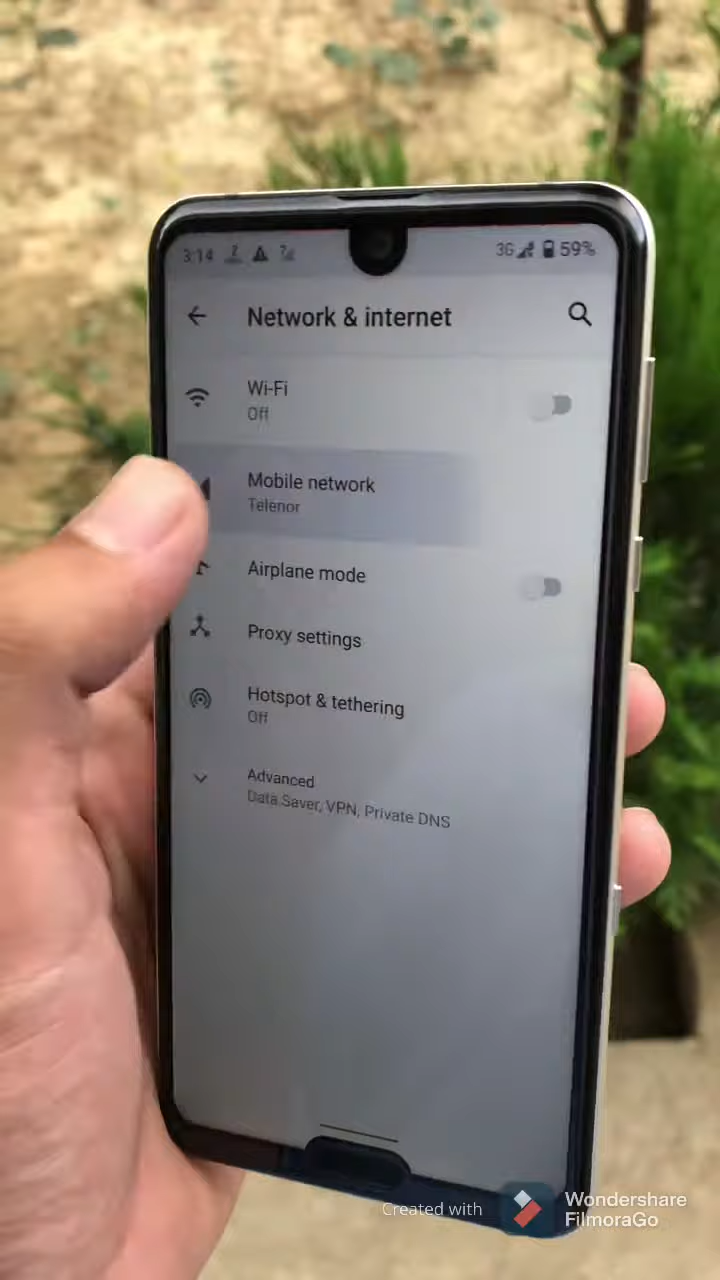 3:14 3G 59%
Network & internet
Wi-Fi
Off
Mobile network
Telenor
Airplane mode
Proxy settings
Hotspot & tethering
Off
Advanced
Data Saver, VPN, Private DNS
Created with Wondershare
FilmoraGo